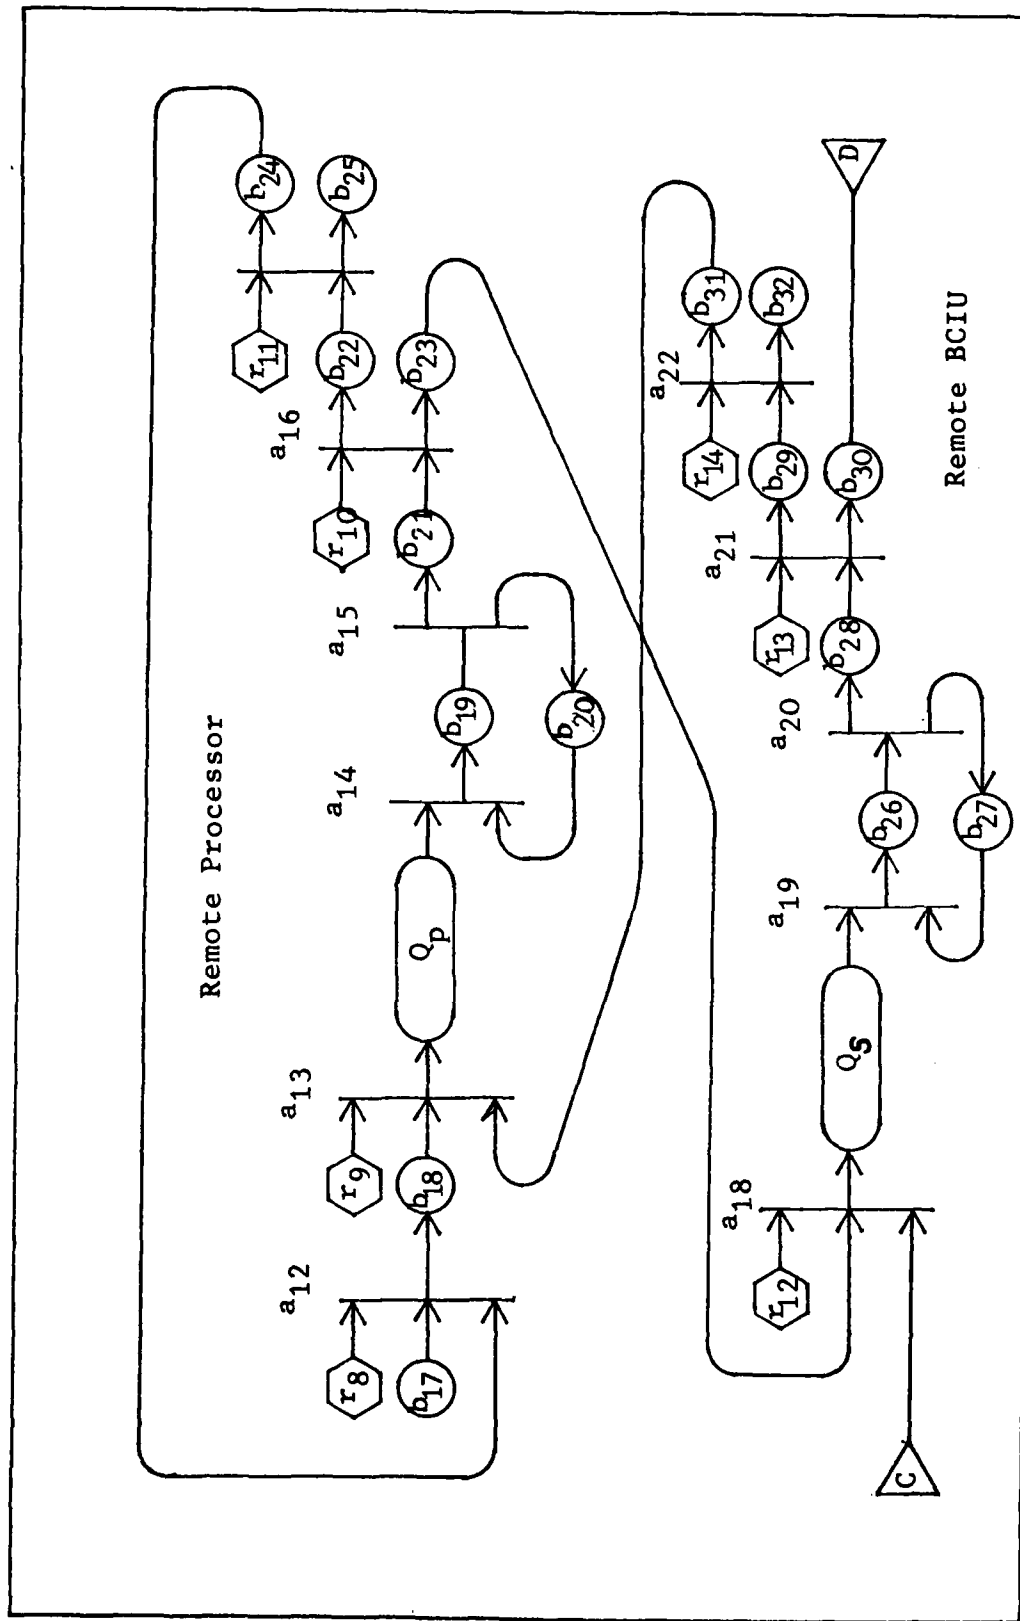 Remote Processor
a12
a13
a14
a15
a16
r8
b17
r9
b18
Qp
b19
b20
b21
r10
b22
b23
r11
b24
b25
C
r12
a18
Qs
a19
b26
b27
a20
b28
r13
a21
b29
b30
r14
a22
b31
b32
D
Remote BCIU